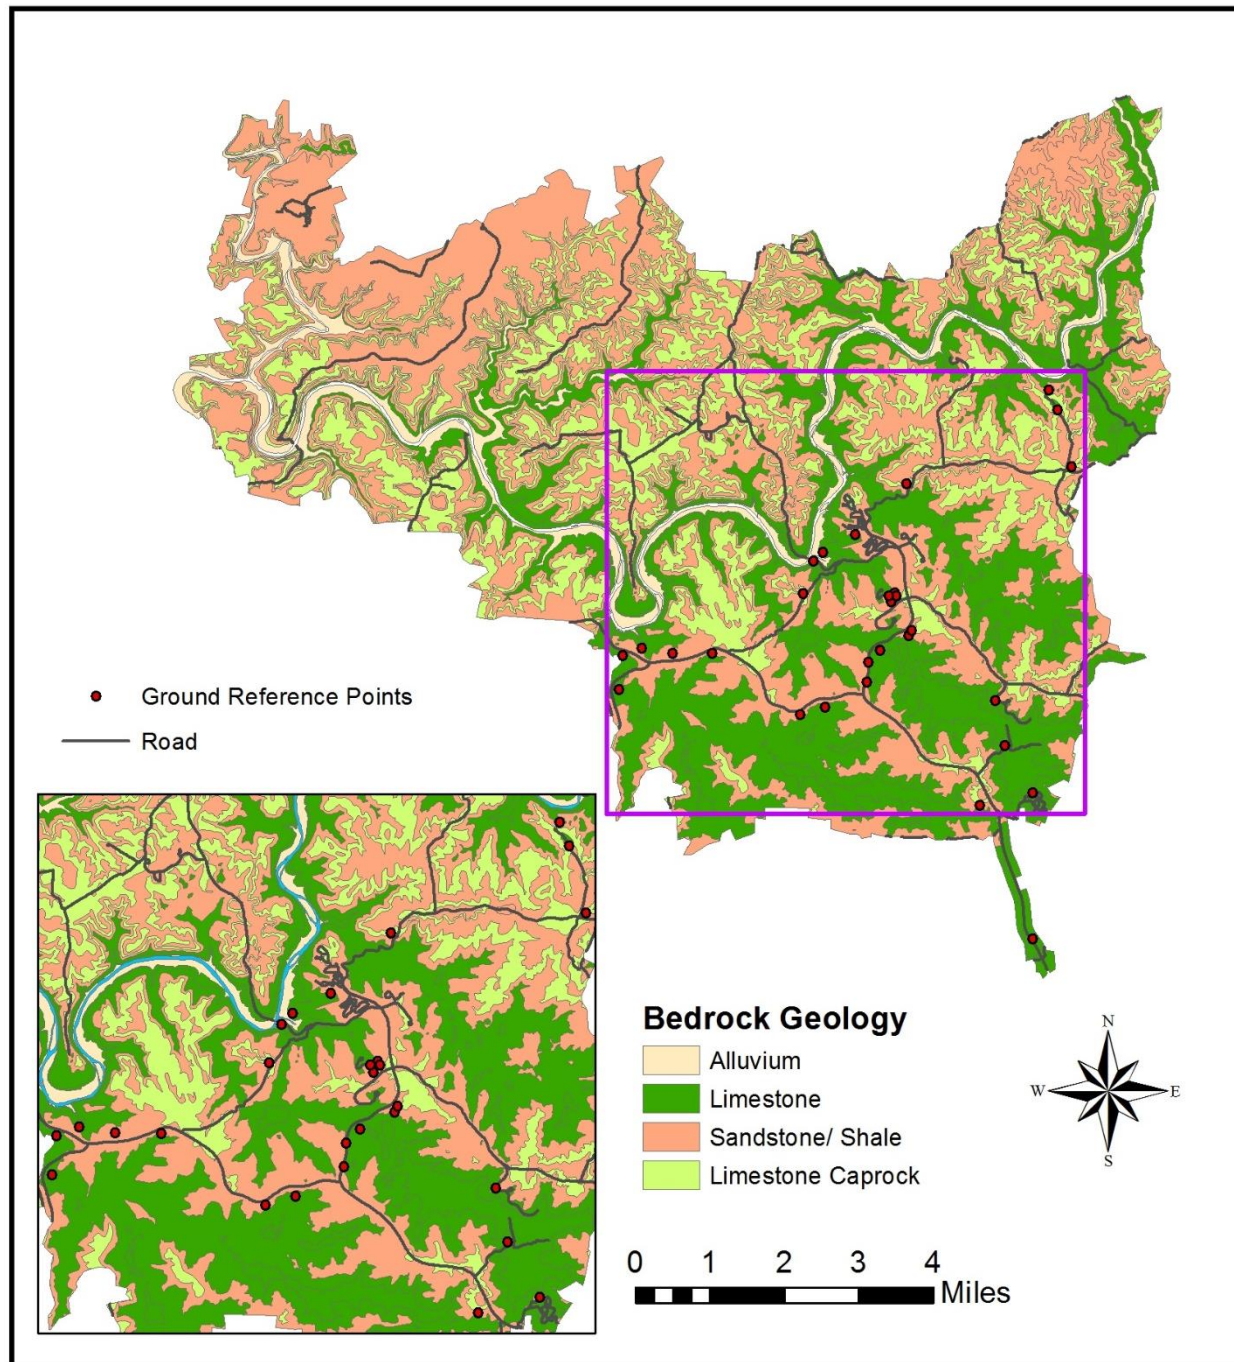 Ground Reference Points
Road
Bedrock Geology
Alluvium
Limestone
Sandstone/ Shale
Limestone Caprock
N
W E
S
0 1 2 3 4
Miles